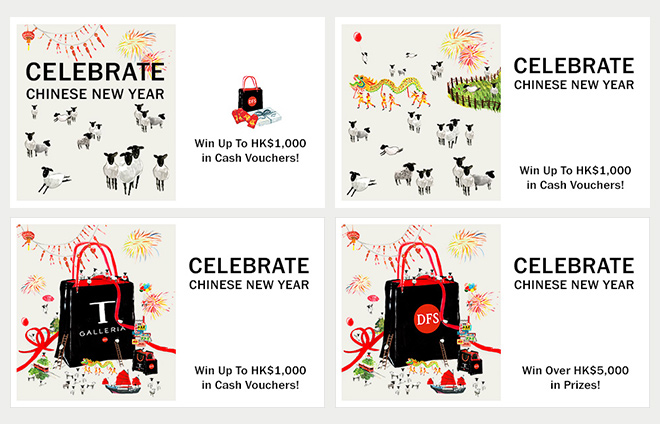 CELEBRATE
CHINESE NEW YEAR
Win Up To HK$1,000
in Cash Vouchers!
CELEBRATE
CHINESE NEW YEAR
Win Up To HK$1,000
in Cash Vouchers!
T
GALLERIA
CELEBRATE
CHINESE NEW YEAR
Win Up To HK$1,000
in Cash Vouchers!
DFS
CELEBRATE
CHINESE NEW YEAR
Win Over HK$5,000
in Prizes!